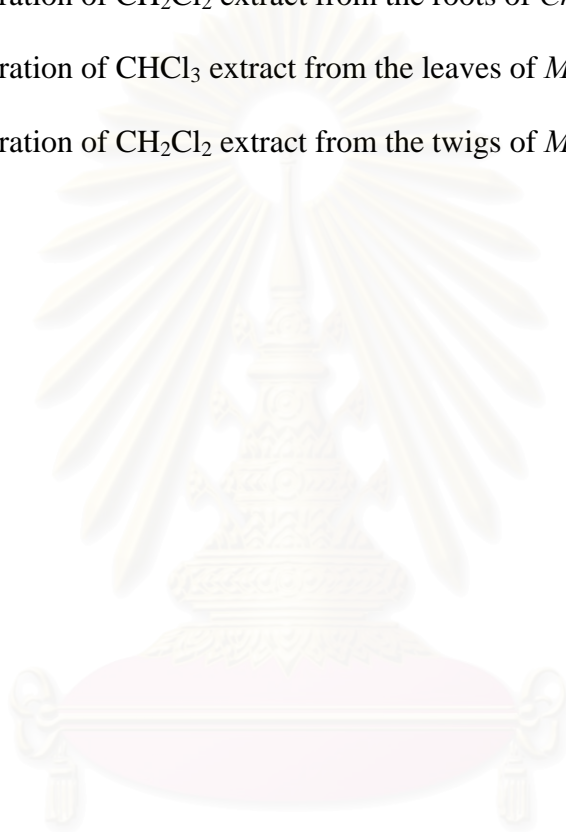 ration of CH₂Cl₂ extract from the roots of
ration of CHCl₃ extract from the leaves of M
ration of CH₂Cl₂ extract from the twigs of M